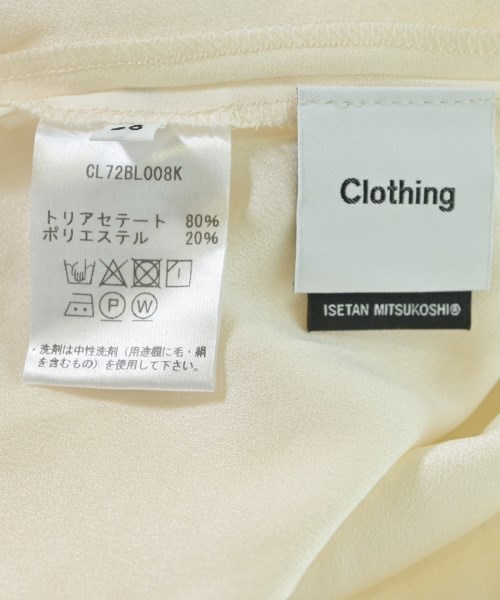 CL72BL008K
トリアセテート 80%
ポリエステル 20%
P W
・洗剤は中性洗剤（用途欄に毛・絹
を含むもの）を使用して下さい。
Clothing
ISETAN MITSUKOSHI®